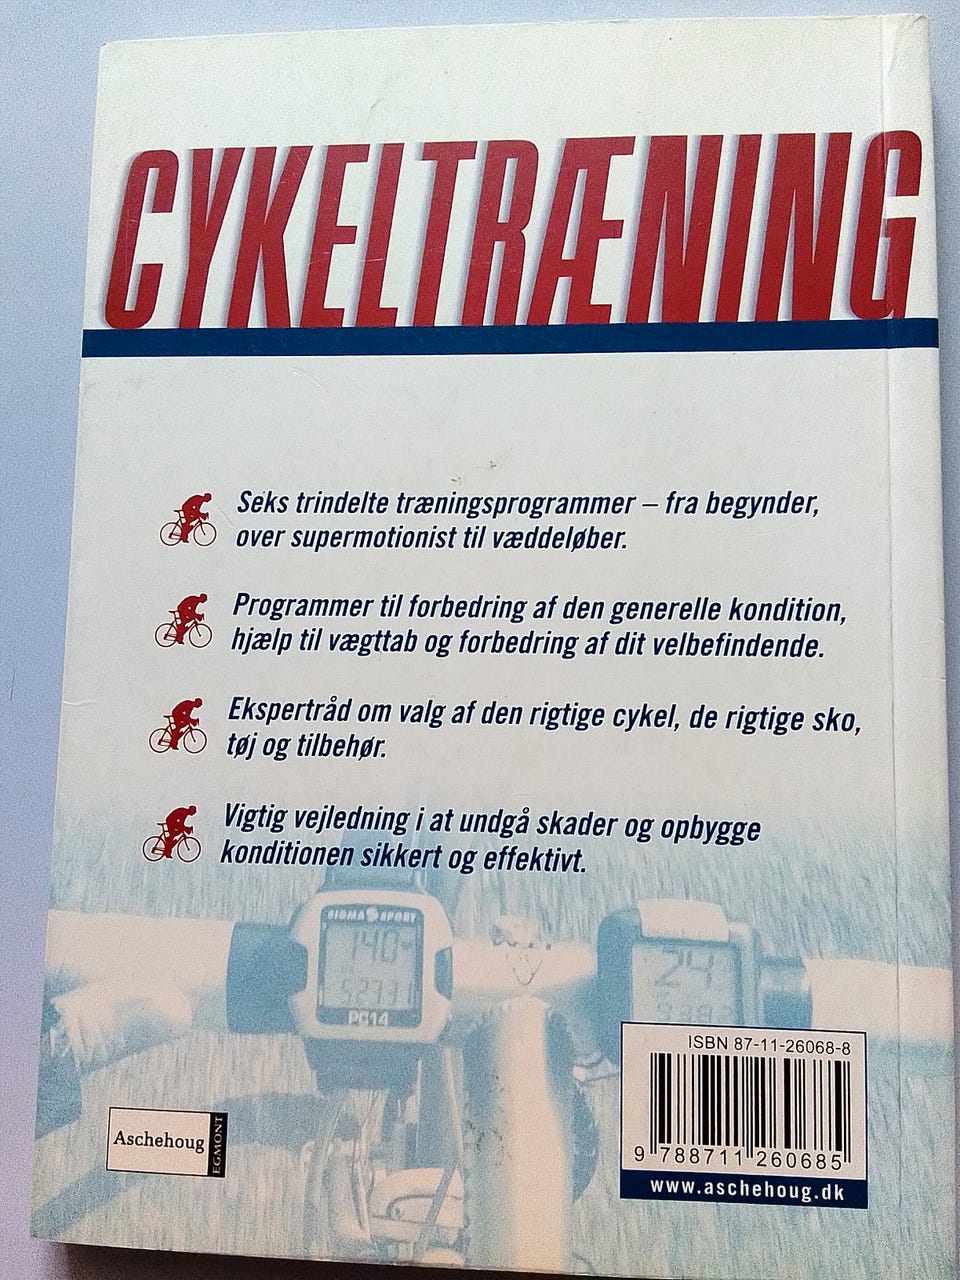 CYKELTRÆNING
Seks trindelte træningsprogrammer – fra begynder,
over supermotionist til væddeløber.
Programmer til forbedring af den generelle kondition,
hjælp til vægttab og forbedring af dit velbefindende.
Ekspertråd om valg af den rigtige cykel, de rigtige sko,
tøj og tilbehør.
Vigtig vejledning i at undgå skader og opbygge
konditionen sikkert og effektivt.
SIGMA SPORT
140
24
PC14
ISBN 87-11-26068-8
9 788711 260685
www.aschehoug.dk
Aschehoug
EGMONT